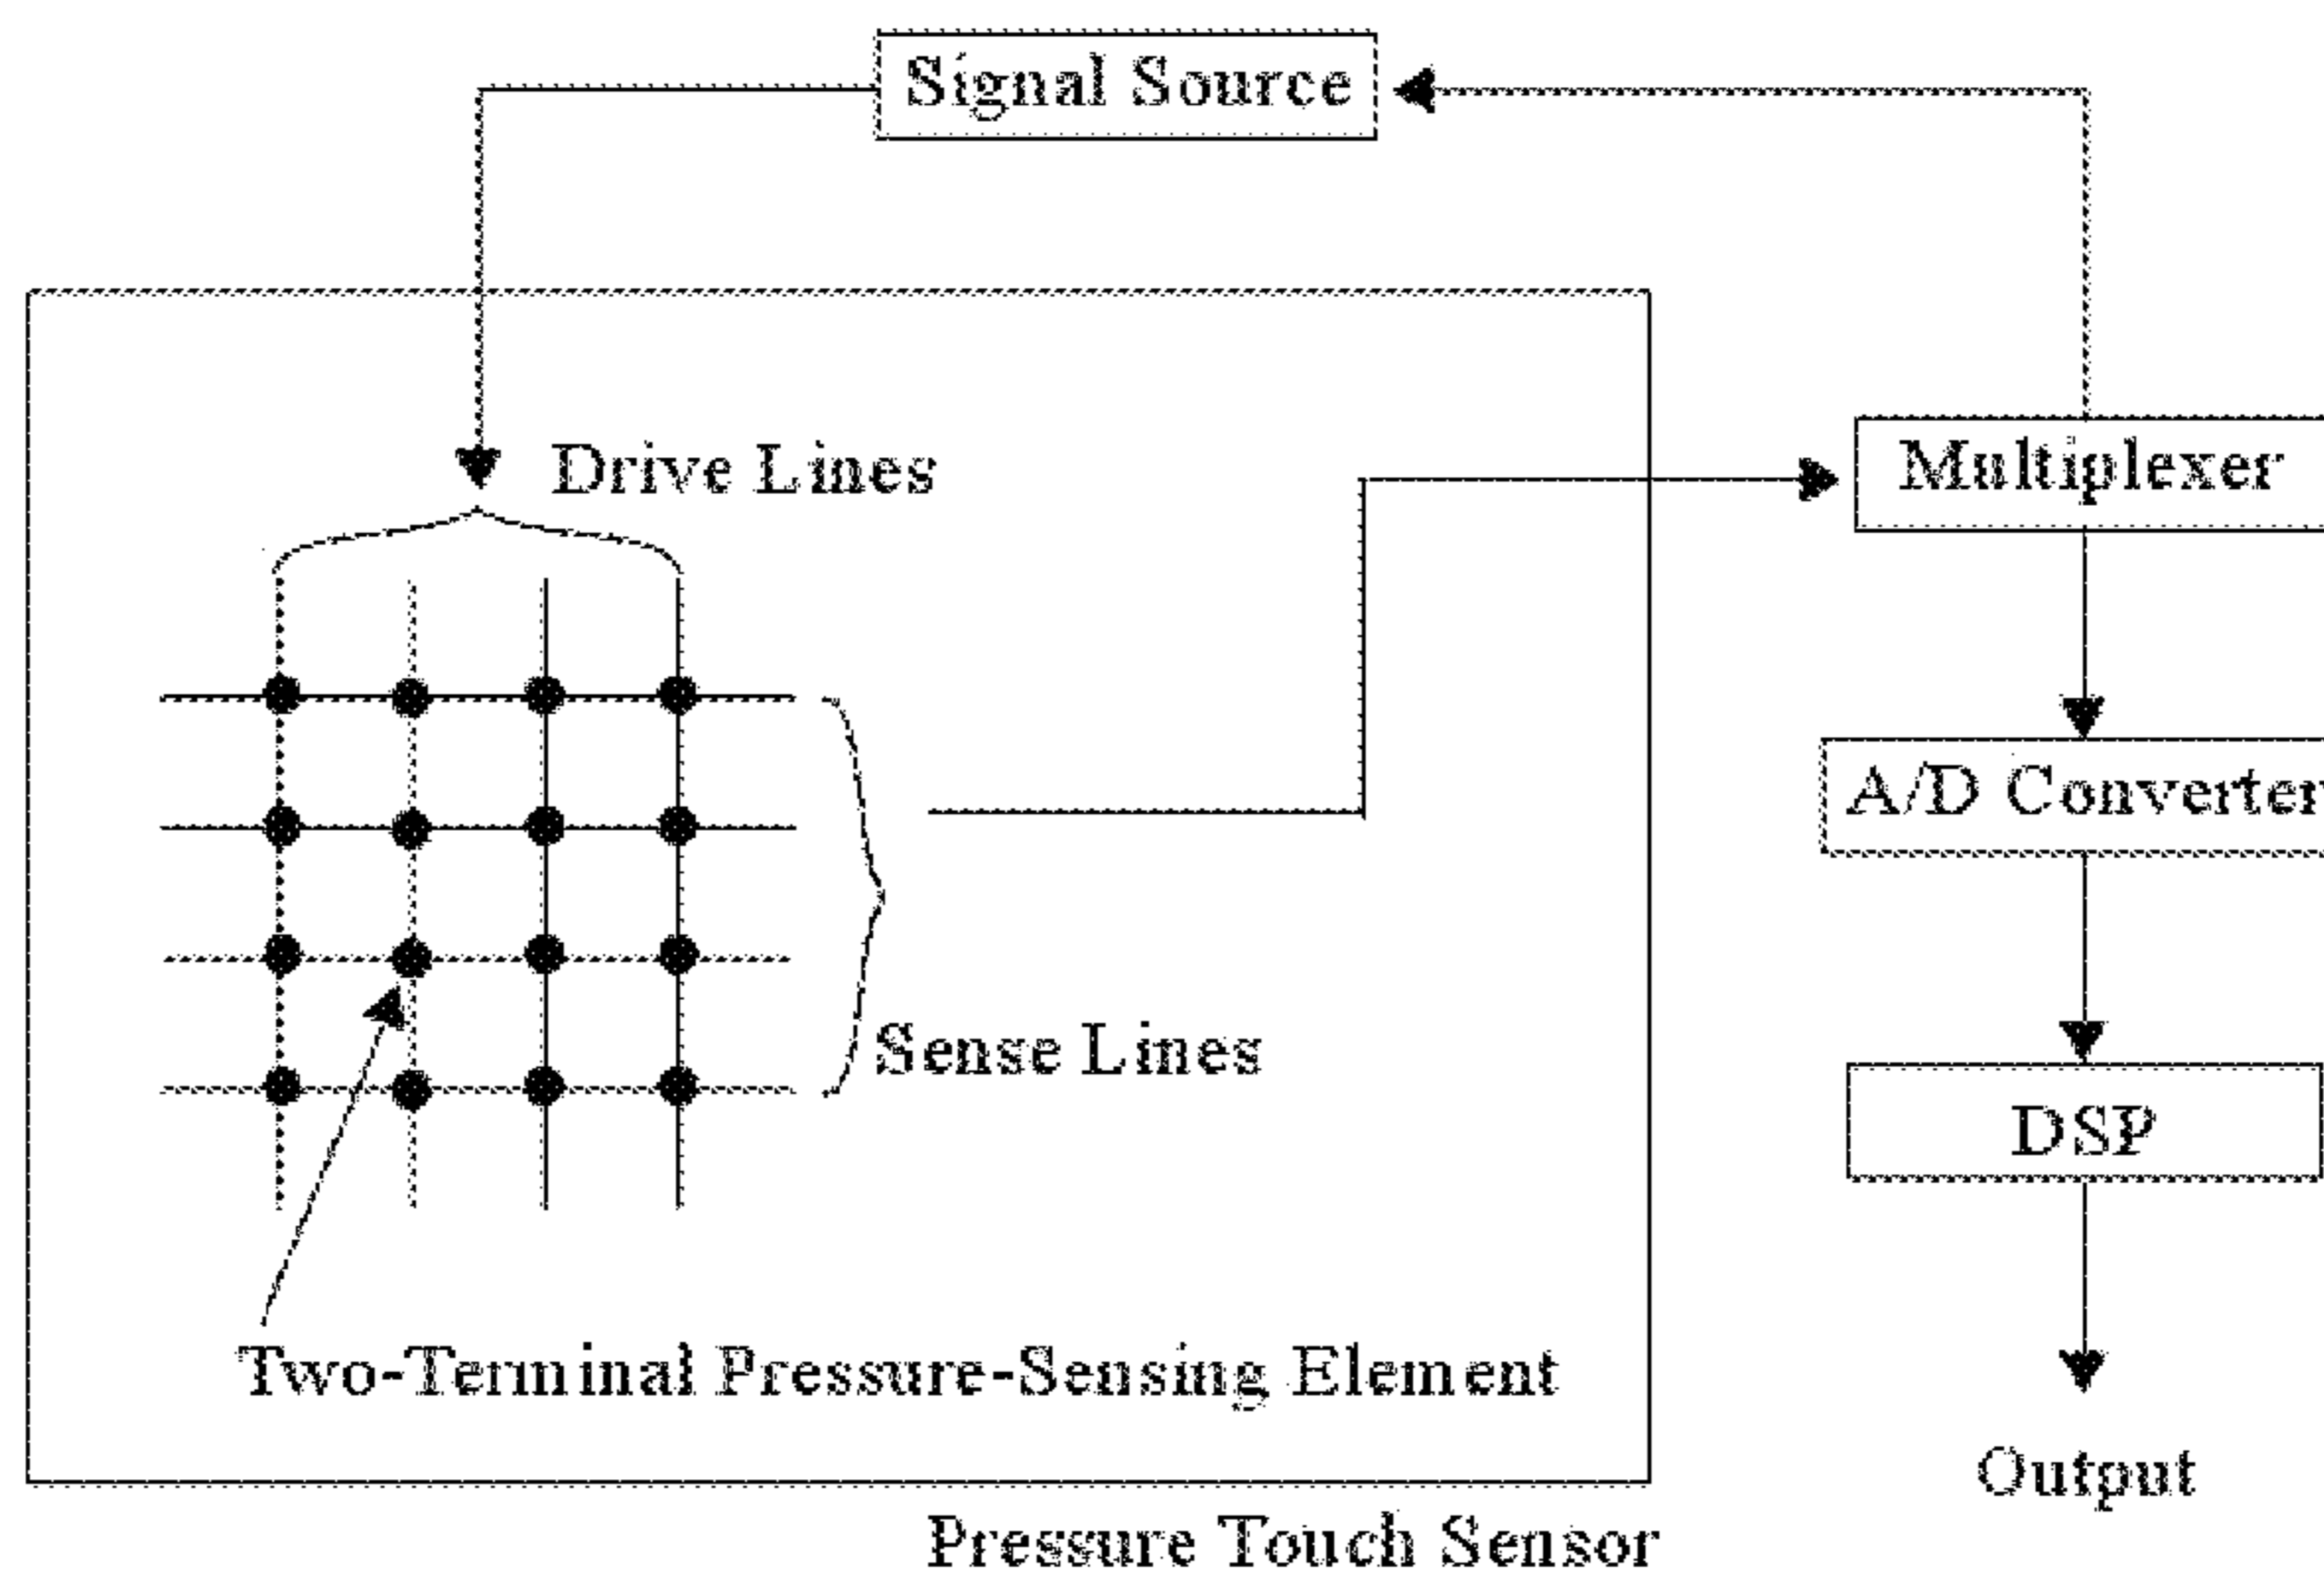 Signal Source
Drive Lines
Multiplexer
A/D Converter
Sense Lines
DSP
Two-Terminal Pressure-Sensing Element
Output
Pressure Touch Sensor